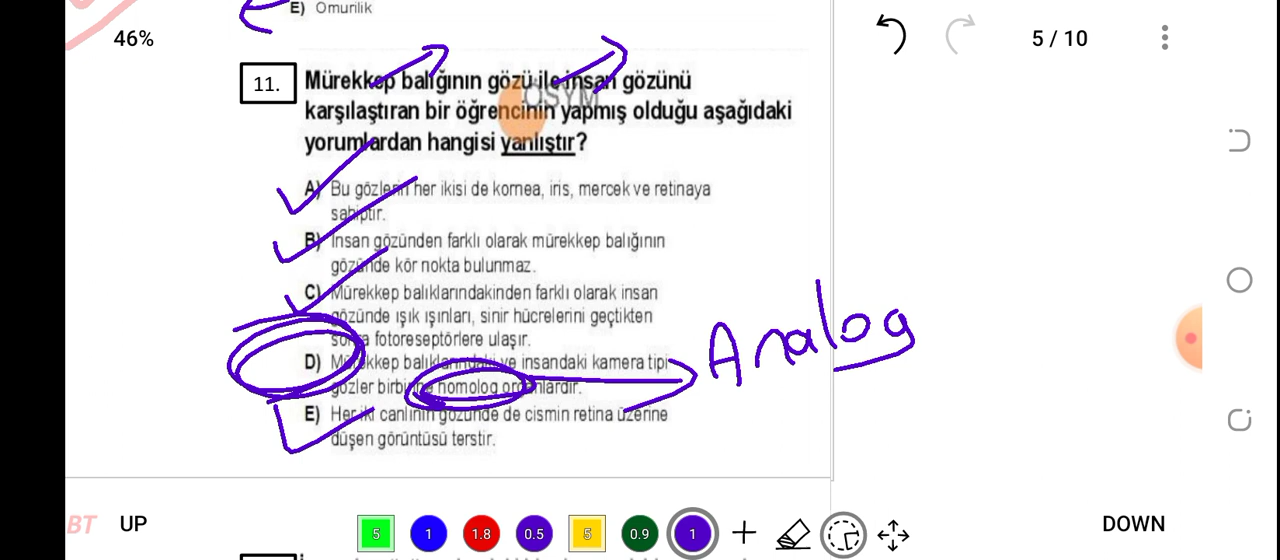 E) Omurilik
46%
5 / 10
11. Mürekkep balığının gözü ile insan gözünü
ÖSYM
karşılaştıran bir öğrencinin yapmış olduğu aşağıdaki
yorumlardan hangisi yanlıştır?
A) Bu gözlerin her ikisi de kornea, iris, mercek ve retinaya
sahiptir.
B) İnsan gözünden farklı olarak mürekkep balığının
gözünde kör nokta bulunmaz.
C) Mürekkep balıklarındakinden farklı olarak insan
gözünde ışık ışınları, sinir hücrelerini geçtikten
sonra fotoreseptörlere ulaşır.
D) Mürekkep balıklarındaki ve insandaki kamera tipi
gözler birbirine homolog organlardır.
Analog
E) Her iki canlının gözünde de cismin retina üzerine
düşen görüntüsü terstir.
BT UP
5 1 1.8 0.5 5 0.9 1
DOWN